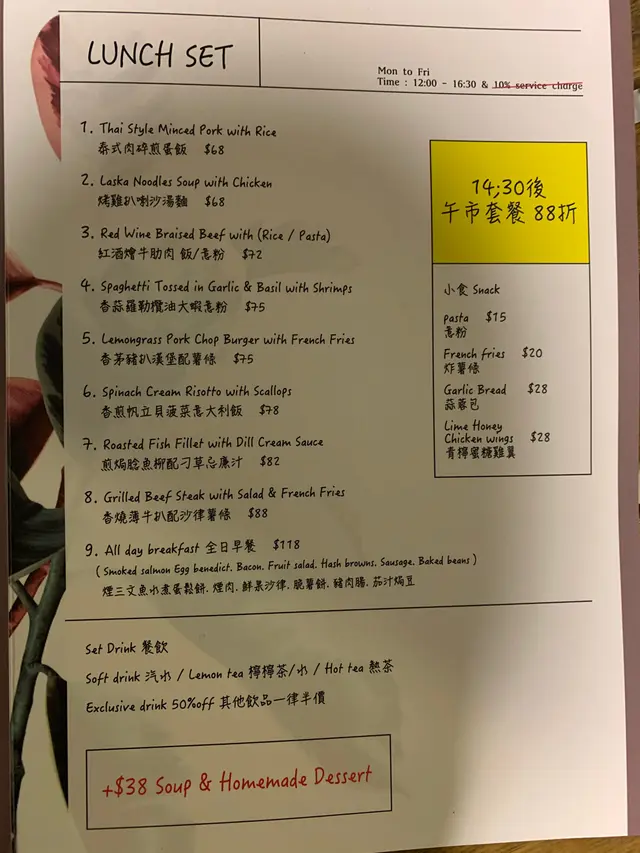 LUNCH SET
Mon to Fri
Time : 12:00 - 16:30 & 10% service charge
1. Thai Style Minced Pork with Rice
泰式肉碎煎蛋飯 $68
2. Laska Noodles Soup with Chicken
烤雞扒喇沙湯麵 $68
3. Red Wine Braised Beef with (Rice / Pasta)
紅酒燴牛肋肉 飯/意粉 $72
4. Spaghetti Tossed in Garlic & Basil with Shrimps
香蒜羅勒欖油大蝦意粉 $75
5. Lemongrass Pork Chop Burger with French Fries
香茅豬扒漢堡配薯條 $75
6. Spinach Cream Risotto with Scallops
香煎帆立貝菠菜意大利飯 $78
7. Roasted Fish Fillet with Dill Cream Sauce
煎焗鯰魚柳配刁草忌廉汁 $82
8. Grilled Beef Steak with Salad & French Fries
香燒薄牛扒配沙律薯條 $88
9. All day breakfast 全日早餐 $118
( Smoked salmon Egg benedict. Bacon. Fruit salad. Hash browns. Sausage. Baked beans )
煙三文魚水煮蛋鬆餅. 煙肉. 鮮果沙律. 脆薯餅. 豬肉腸. 茄汁焗豆
14;30後
午市套餐 88折
小食 Snack
pasta $15
意粉
French fries $20
炸薯條
Garlic Bread $28
蒜蓉包
Lime Honey
Chicken wings $28
青檸蜜糖雞翼
Set Drink 餐飲
Soft drink 汽水 / Lemon tea 檸檬茶/水 / Hot tea 熱茶
Exclusive drink 50%off 其他飲品一律半價
+$38 Soup & Homemade Dessert